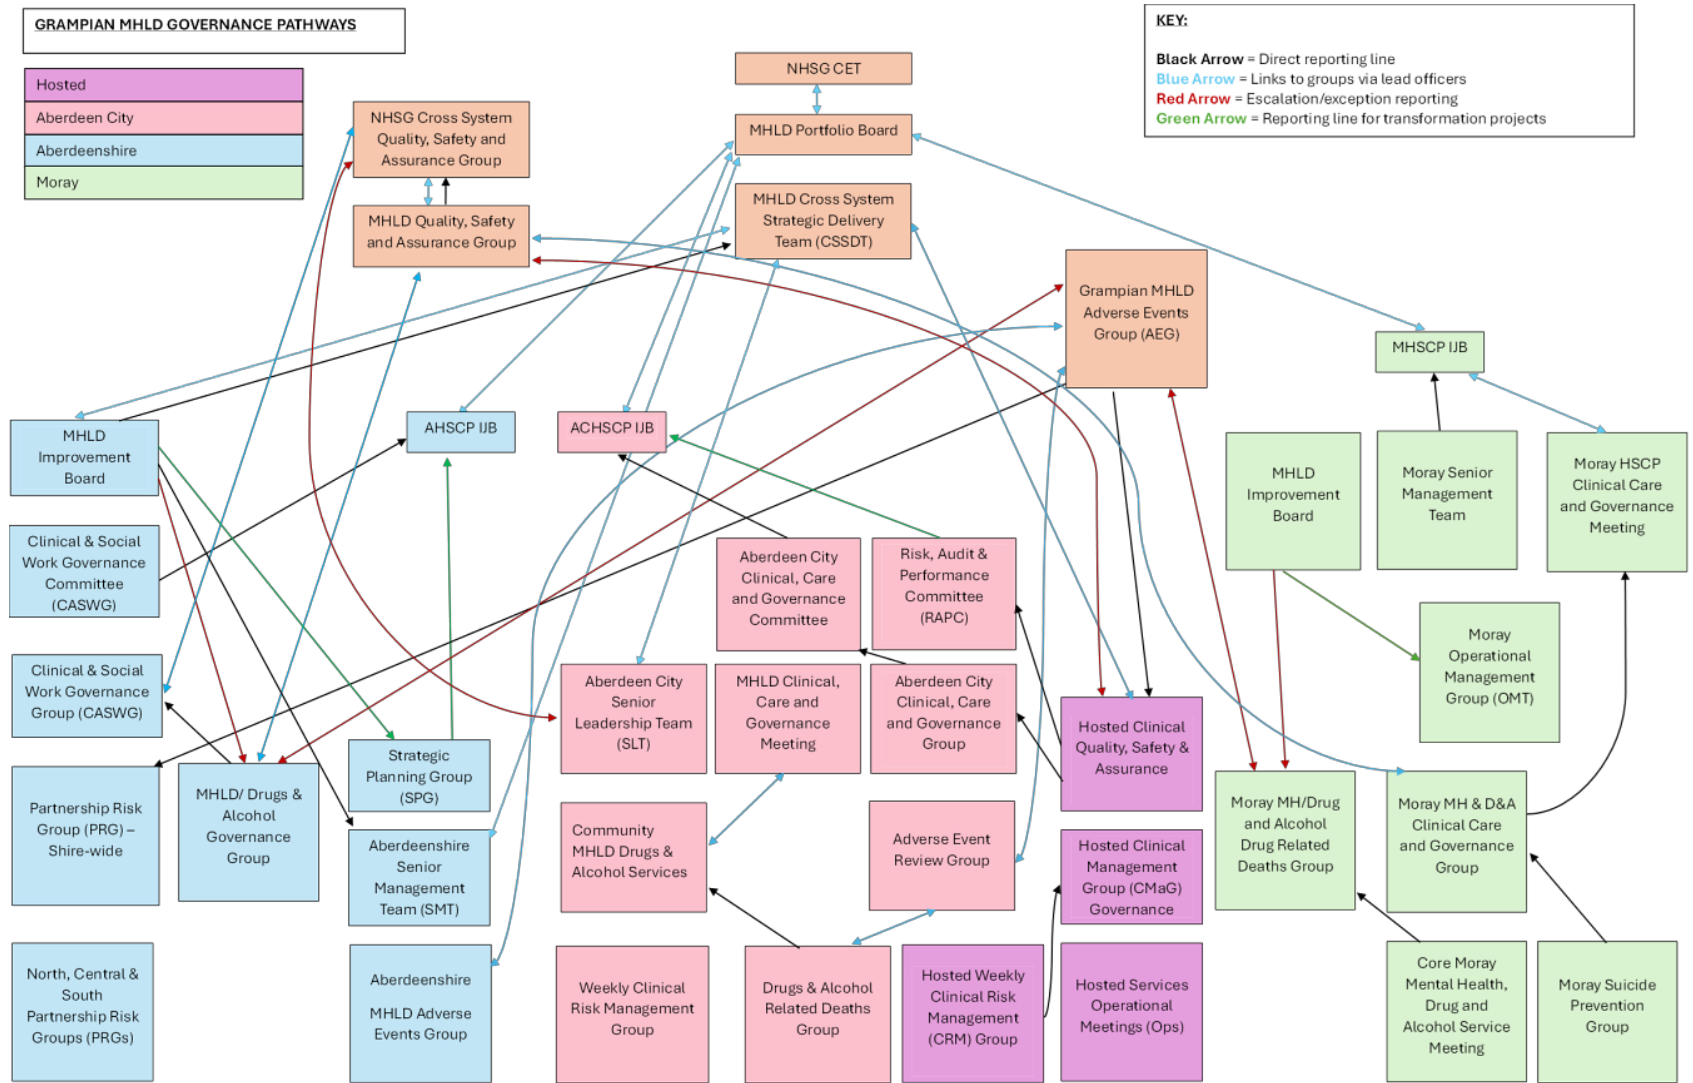 GRAMPIAN MHLD GOVERNANCE PATHWAYS
KEY:
Black Arrow = Direct reporting line
Blue Arrow = Links to groups via lead officers
Red Arrow = Escalation/exception reporting
Green Arrow = Reporting line for transformation projects
Hosted
Aberdeen City
Aberdeenshire
Moray
NHSG CET
NHSG Cross System
Quality, Safety and
Assurance Group
MHLD Portfolio Board
MHLD Quality, Safety
and Assurance Group
MHLD Cross System
Strategic Delivery
Team (CSSDT)
Grampian MHLD
Adverse Events
Group (AEG)
MHSCP IJB
MHLD
Improvement
Board
AHSCP IJB
ACHSCP IJB
MHLD
Improvement
Board
Moray Senior
Management
Team
Moray HSCP
Clinical Care
and Governance
Meeting
Clinical & Social
Work Governance
Committee
(CASWG)
Aberdeen City
Clinical, Care
and Governance
Committee
Risk, Audit &
Performance
Committee
(RAPC)
Moray
Operational
Management
Group (OMT)
Clinical & Social
Work Governance
Group (CASWG)
Aberdeen City
Senior
Leadership Team
(SLT)
MHLD Clinical,
Care and
Governance
Meeting
Aberdeen City
Clinical, Care
and Governance
Group
Hosted Clinical
Quality, Safety &
Assurance
Partnership Risk
Group (PRG) –
Shire-wide
MHLD/ Drugs &
Alcohol
Governance
Group
Strategic
Planning Group
(SPG)
Moray MH/Drug
and Alcohol
Drug Related
Deaths Group
Moray MH & D&A
Clinical Care
and Governance
Group
Aberdeenshire
Senior
Management
Team (SMT)
Community
MHLD Drugs &
Alcohol Services
Adverse Event
Review Group
Hosted Clinical
Management
Group (CMaG)
Governance
North, Central &
South
Partnership Risk
Groups (PRGs)
Aberdeenshire
MHLD Adverse
Events Group
Weekly Clinical
Risk Management
Group
Drugs & Alcohol
Related Deaths
Group
Hosted Weekly
Clinical Risk
Management
(CRM) Group
Hosted Services
Operational
Meetings (Ops)
Core Moray
Mental Health,
Drug and
Alcohol Service
Meeting
Moray Suicide
Prevention
Group